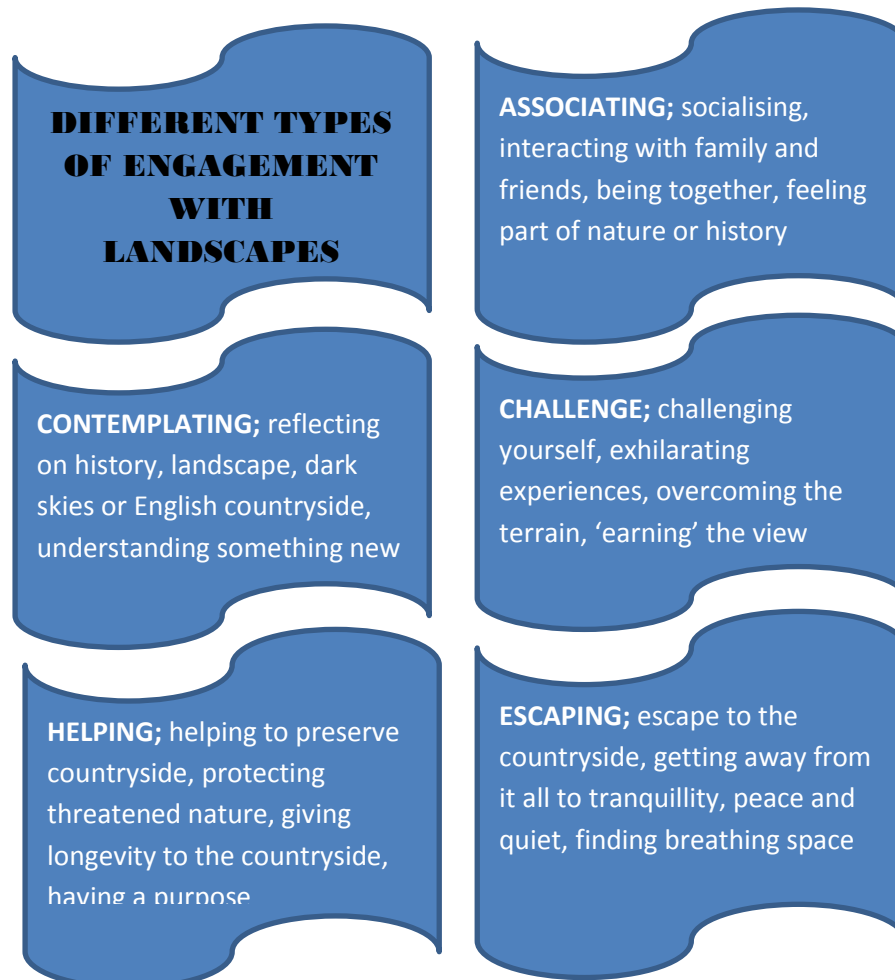 DIFFERENT TYPES
OF ENGAGEMENT
WITH
LANDSCAPES
ASSOCIATING; socialising,
interacting with family and
friends, being together, feeling
part of nature or history
CONTEMPLATING; reflecting
on history, landscape, dark
skies or English countryside,
understanding something new
CHALLENGE; challenging
yourself, exhilarating
experiences, overcoming the
terrain, ‘earning’ the view
HELPING; helping to preserve
countryside, protecting
threatened nature, giving
longevity to the countryside,
having a purpose
ESCAPING; escape to the
countryside, getting away from
it all to tranquillity, peace and
quiet, finding breathing space